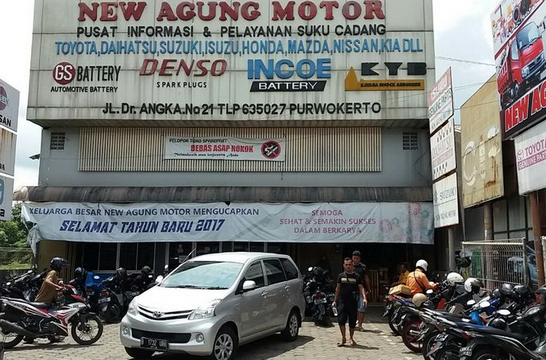 NEW AGUNG MOTOR
PUSAT INFORMASI & PELAYANAN SUKU CADANG
TOYOTA,DAIHATSU,SUZUKI,ISUZU,HONDA,MAZDA,NISSAN,KIA DLL
GS BATTERY
AUTOMOTIVE BATTERY
DENSO
SPARK PLUGS
INCOE
BATTERY
KYB
JL.Dr.ANGKA.No 21 TLP 635027 PURWOKERTO
BEBAS ASAP ROKOK
KELUARGA BESAR NEW AGUNG MOTOR MENGUCAPKAN
SELAMAT TAHUN BARU 2017
SEMOGA
SEHAT & SEMAKIN SUKSES
DALAM BERKARYA
SUZUKI
NEW A
TOYOTA